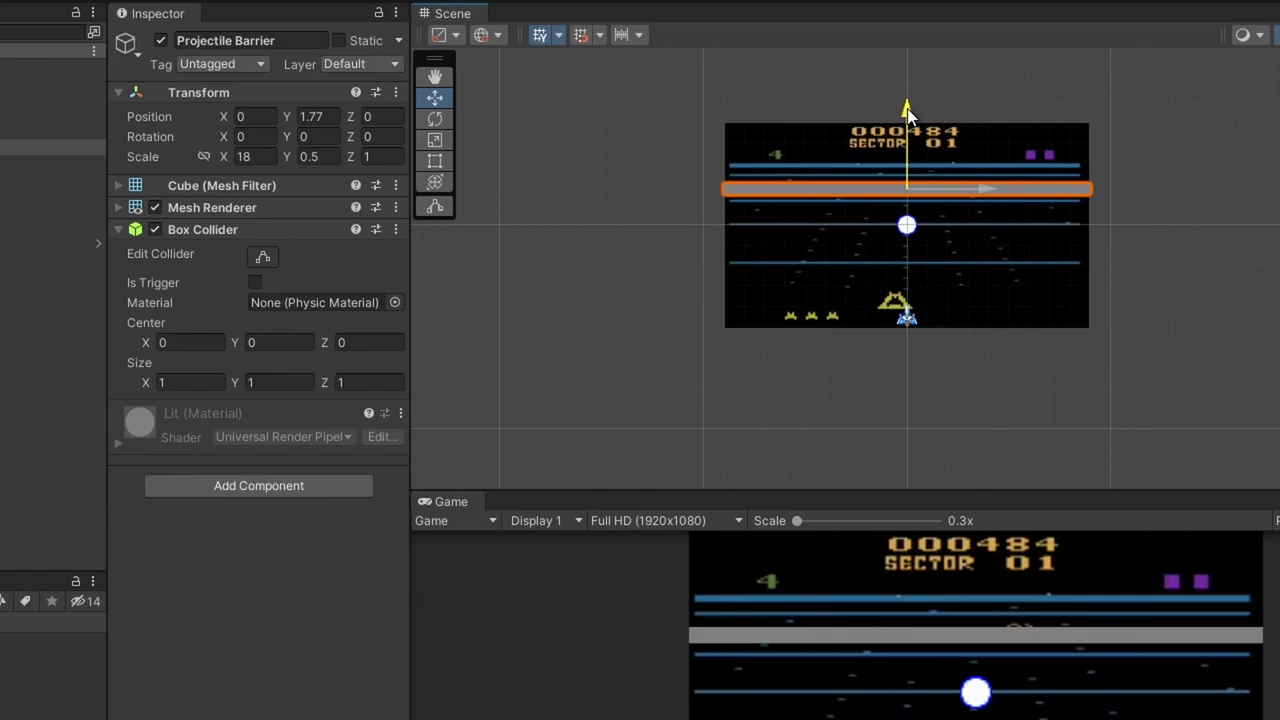 Inspector
Projectile Barrier
Static
Tag Untagged
Layer Default
Transform
Position X 0 Y 1.77 Z 0
Rotation X 0 Y 0 Z 0
Scale X 18 Y 0.5 Z 1
Cube (Mesh Filter)
Mesh Renderer
Box Collider
Edit Collider
Is Trigger
Material None (Physic Material)
Center
X 0 Y 0 Z 0
Size
X 1 Y 1 Z 1
Lit (Material)
Shader Universal Render Pipel
Edit...
Add Component
14
Scene
000484
SECTOR 01
4
Game
Game Display 1 Full HD (1920x1080) Scale 0.3x
000484
SECTOR 01
4